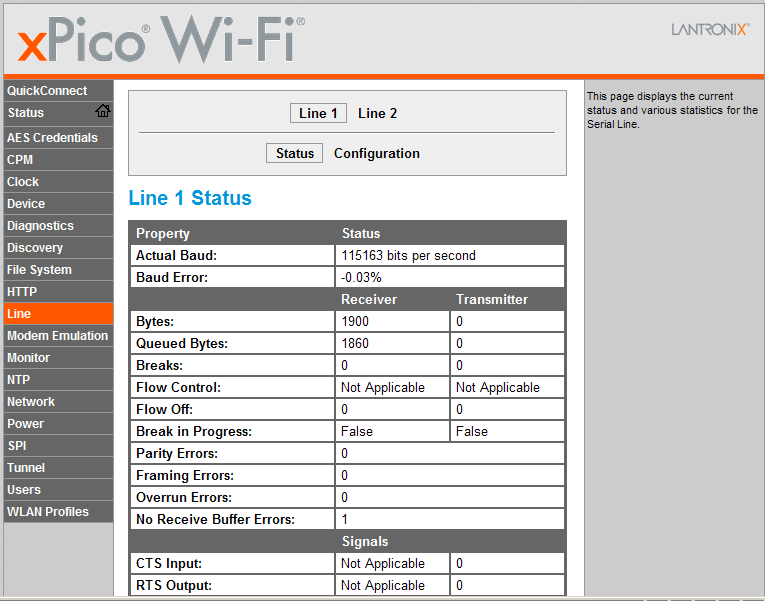 xPico® Wi-Fi®
LANTRONIX®
QuickConnect
Status
AES Credentials
CPM
Clock
Device
Diagnostics
Discovery
File System
HTTP
Line
Modem Emulation
Monitor
NTP
Network
Power
SPI
Tunnel
Users
WLAN Profiles
Line 1 Line 2
Status Configuration
Line 1 Status
Property Status
Actual Baud: 115163 bits per second
Baud Error: -0.03%
Receiver Transmitter
Bytes: 1900 0
Queued Bytes: 1860 0
Breaks: 0 0
Flow Control: Not Applicable Not Applicable
Flow Off: 0 0
Break in Progress: False False
Parity Errors: 0
Framing Errors: 0
Overrun Errors: 0
No Receive Buffer Errors: 1
Signals
CTS Input: Not Applicable 0
RTS Output: Not Applicable 0
This page displays the current
status and various statistics for the
Serial Line.